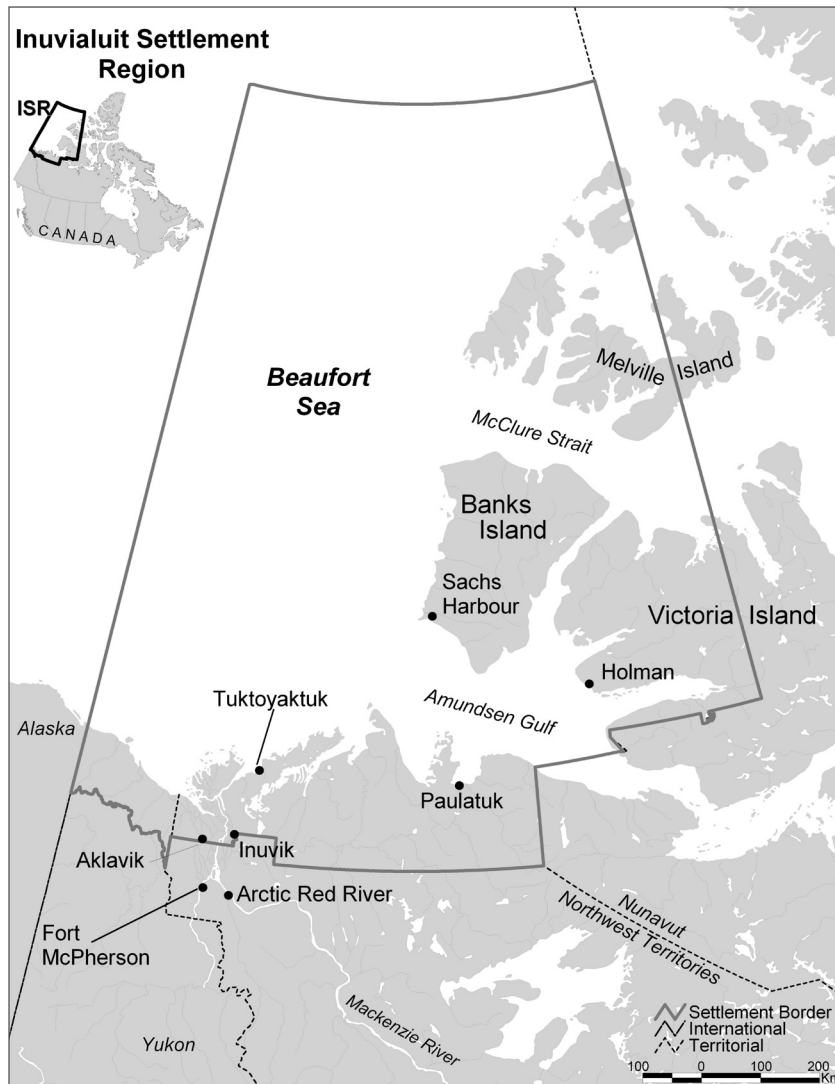 Inuvialuit Settlement
Region
ISR
CANADA
Beaufort
Sea
Melville Island
McClure Strait
Banks
Island
Sachs
Harbour
Victoria Island
Holman
Amundsen Gulf
Tuktoyaktuk
Alaska
Paulatuk
Aklavik
Inuvik
Arctic Red River
Fort
McPherson
Nunavut
Northwest Territories
Mackenzie River
Yukon
Settlement Border
International
Territorial
100 0 100 200
Km